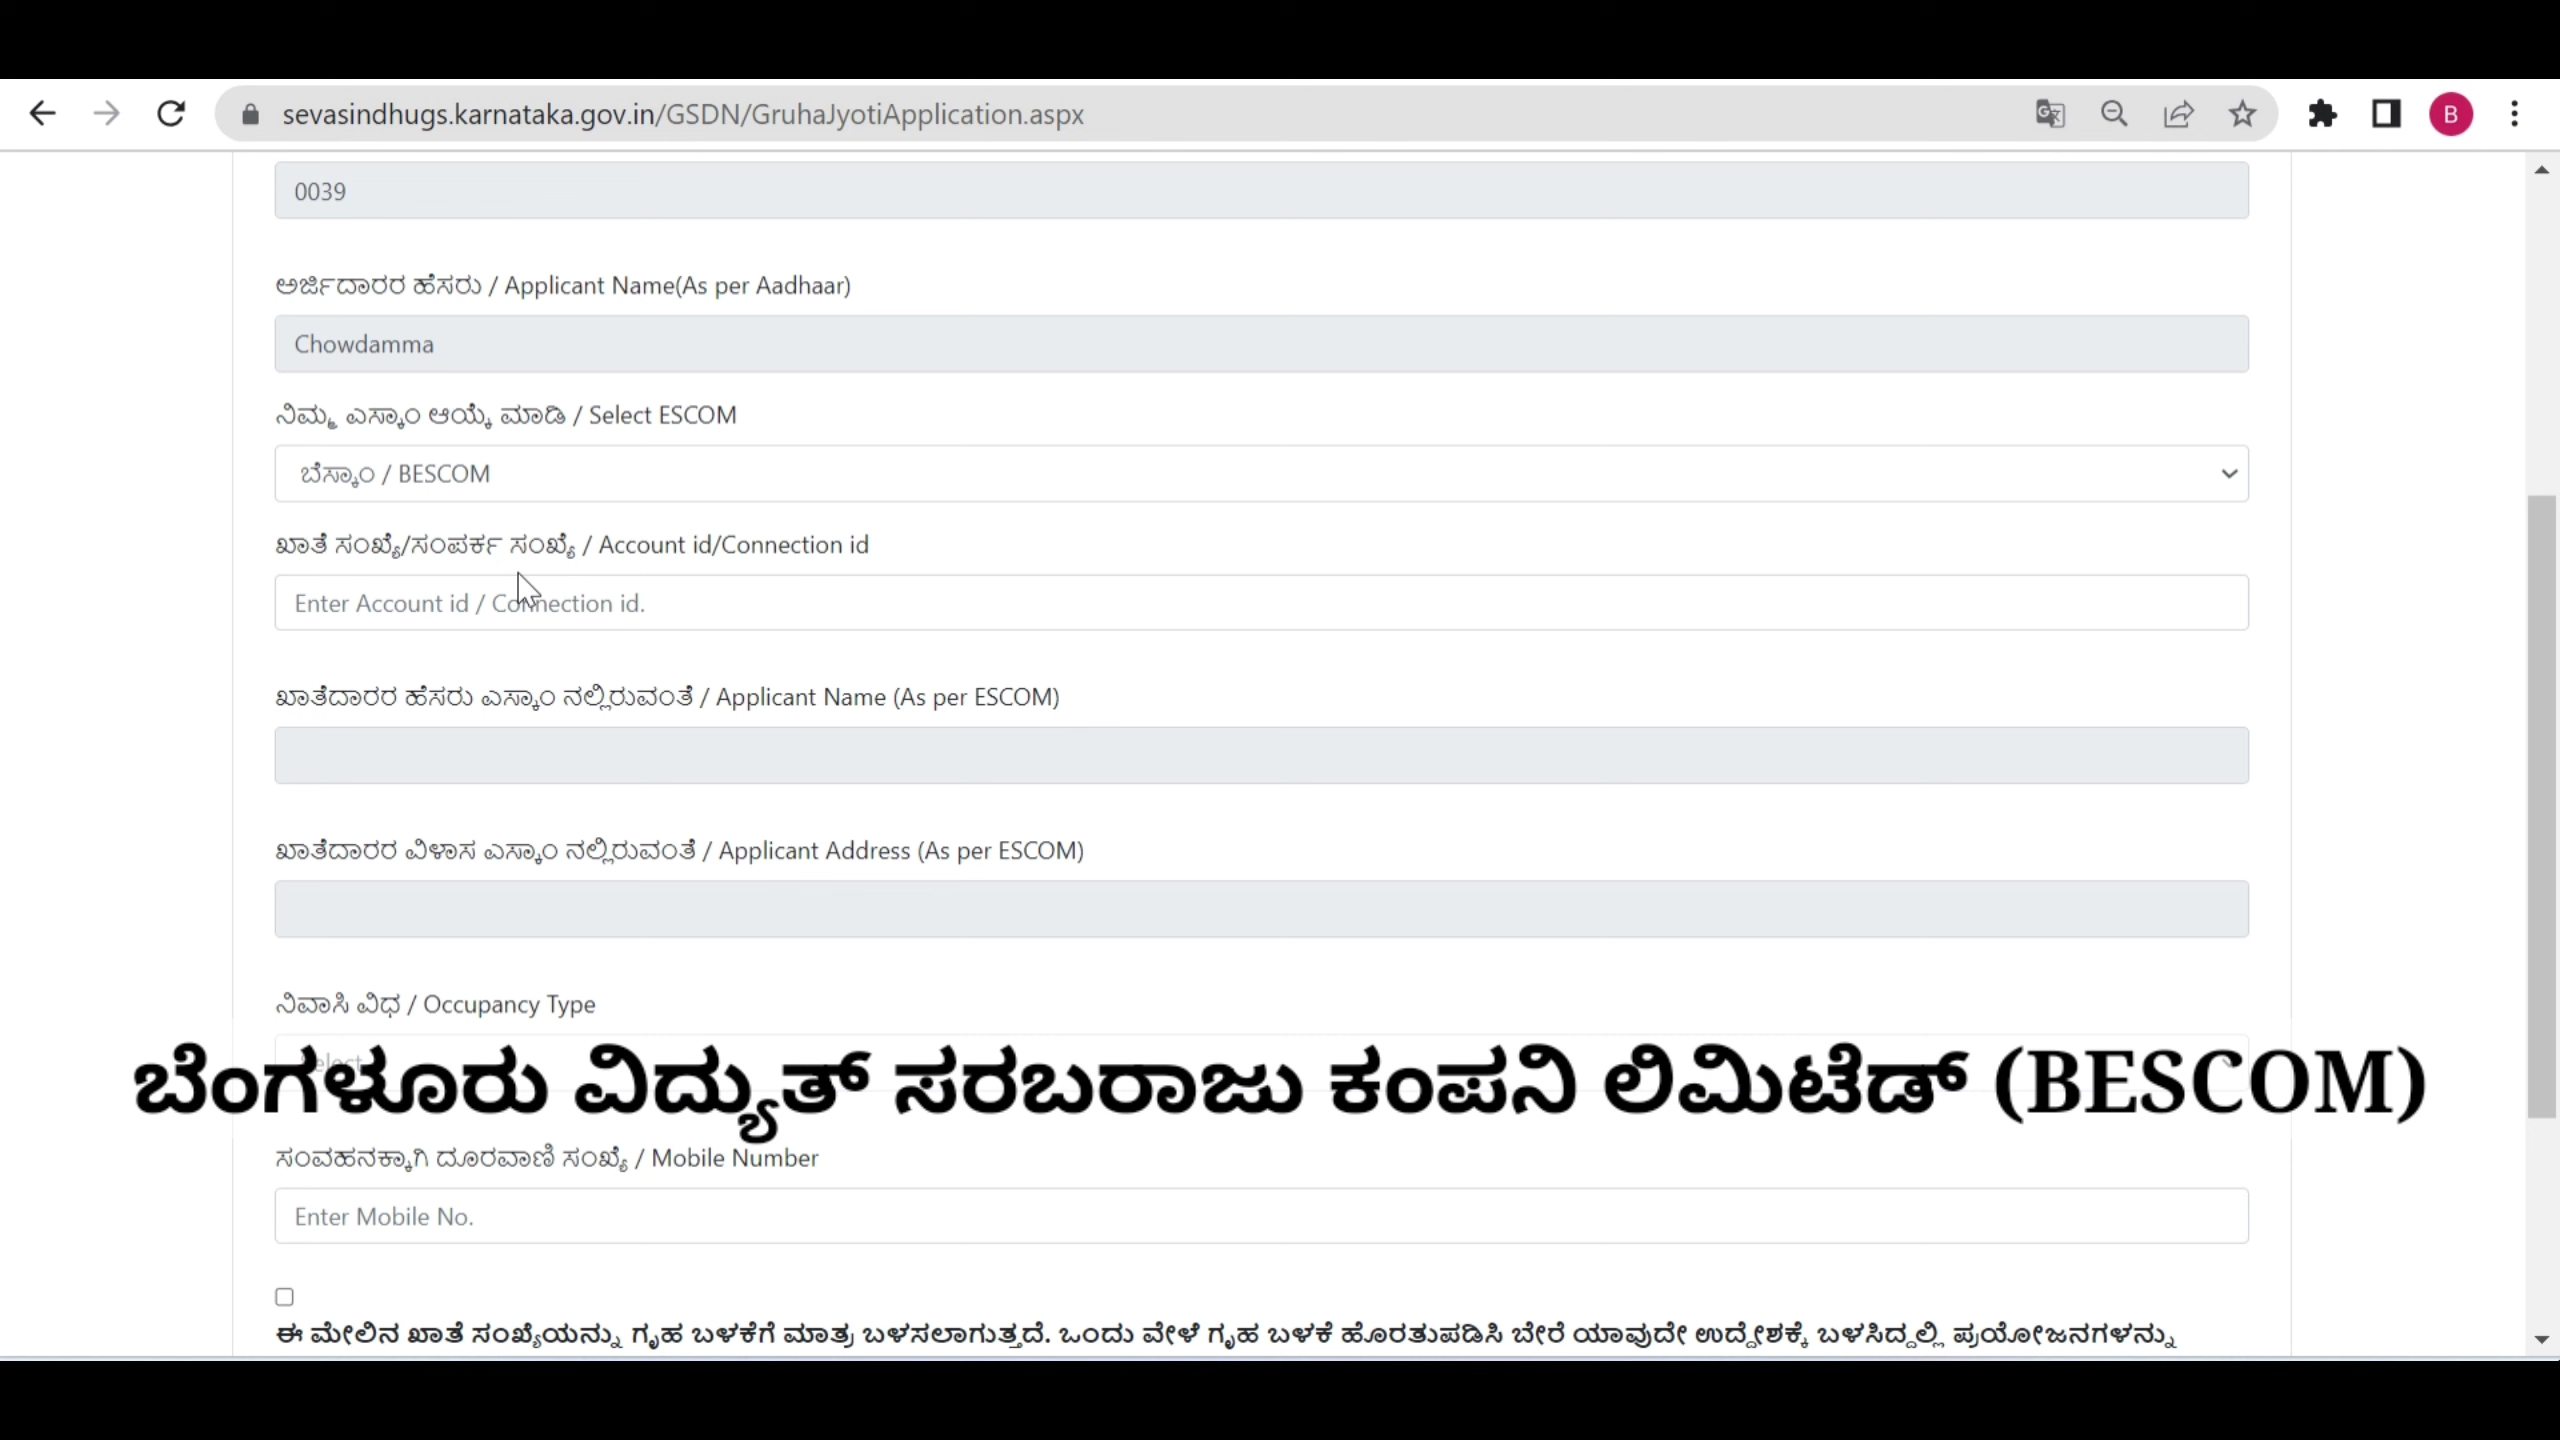 sevasindhugs.karnataka.gov.in/GSDN/GruhaJyotiApplication.aspx
B
0039
ಅರ್ಜಿದಾರರ ಹೆಸರು / Applicant Name(As per Aadhaar)
Chowdamma
ನಿಮ್ಮ ಎಸ್ಕಾಂ ಆಯ್ಕೆ ಮಾಡಿ / Select ESCOM
ಬೆಸ್ಕಾಂ / BESCOM
ಖಾತೆ ಸಂಖ್ಯೆ/ಸಂಪರ್ಕ ಸಂಖ್ಯೆ / Account id/Connection id
Enter Account id / Connection id.
ಖಾತೆದಾರರ ಹೆಸರು ಎಸ್ಕಾಂ ನಲ್ಲಿರುವಂತೆ / Applicant Name (As per ESCOM)
ಖಾತೆದಾರರ ವಿಳಾಸ ಎಸ್ಕಾಂ ನಲ್ಲಿರುವಂತೆ / Applicant Address (As per ESCOM)
ನಿವಾಸಿ ವಿಧ / Occupancy Type
Select
ಬೆಂಗಳೂರು ವಿದ್ಯುತ್ ಸರಬರಾಜು ಕಂಪನಿ ಲಿಮಿಟೆಡ್ (BESCOM)
ಸಂವಹನಕ್ಕಾಗಿ ದೂರವಾಣಿ ಸಂಖ್ಯೆ / Mobile Number
Enter Mobile No.
ಈ ಮೇಲಿನ ಖಾತೆ ಸಂಖ್ಯೆಯನ್ನು ಗೃಹ ಬಳಕೆಗೆ ಮಾತ್ರ ಬಳಸಲಾಗುತ್ತದೆ. ಒಂದು ವೇಳೆ ಗೃಹ ಬಳಕೆ ಹೊರತುಪಡಿಸಿ ಬೇರೆ ಯಾವುದೇ ಉದ್ದೇಶಕ್ಕೆ ಬಳಸಿದ್ದಲ್ಲಿ ಪ್ರಯೋಜನಗಳನ್ನು